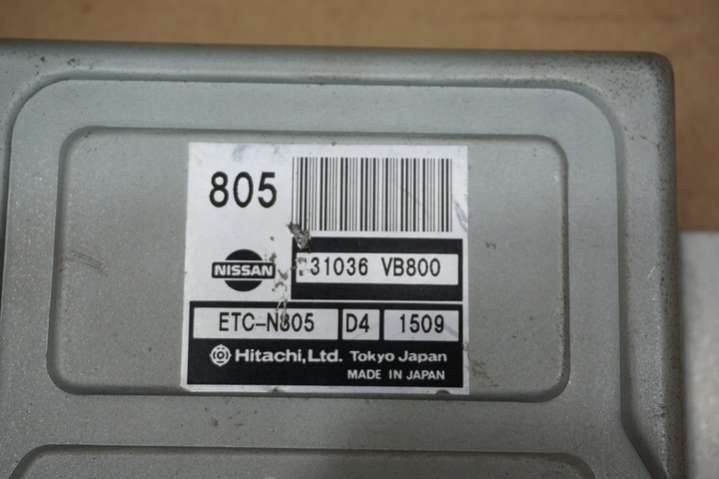 805
NISSAN
31036 VB800
ETC-N805 D4 1509
Hitachi,Ltd. Tokyo Japan
MADE IN JAPAN